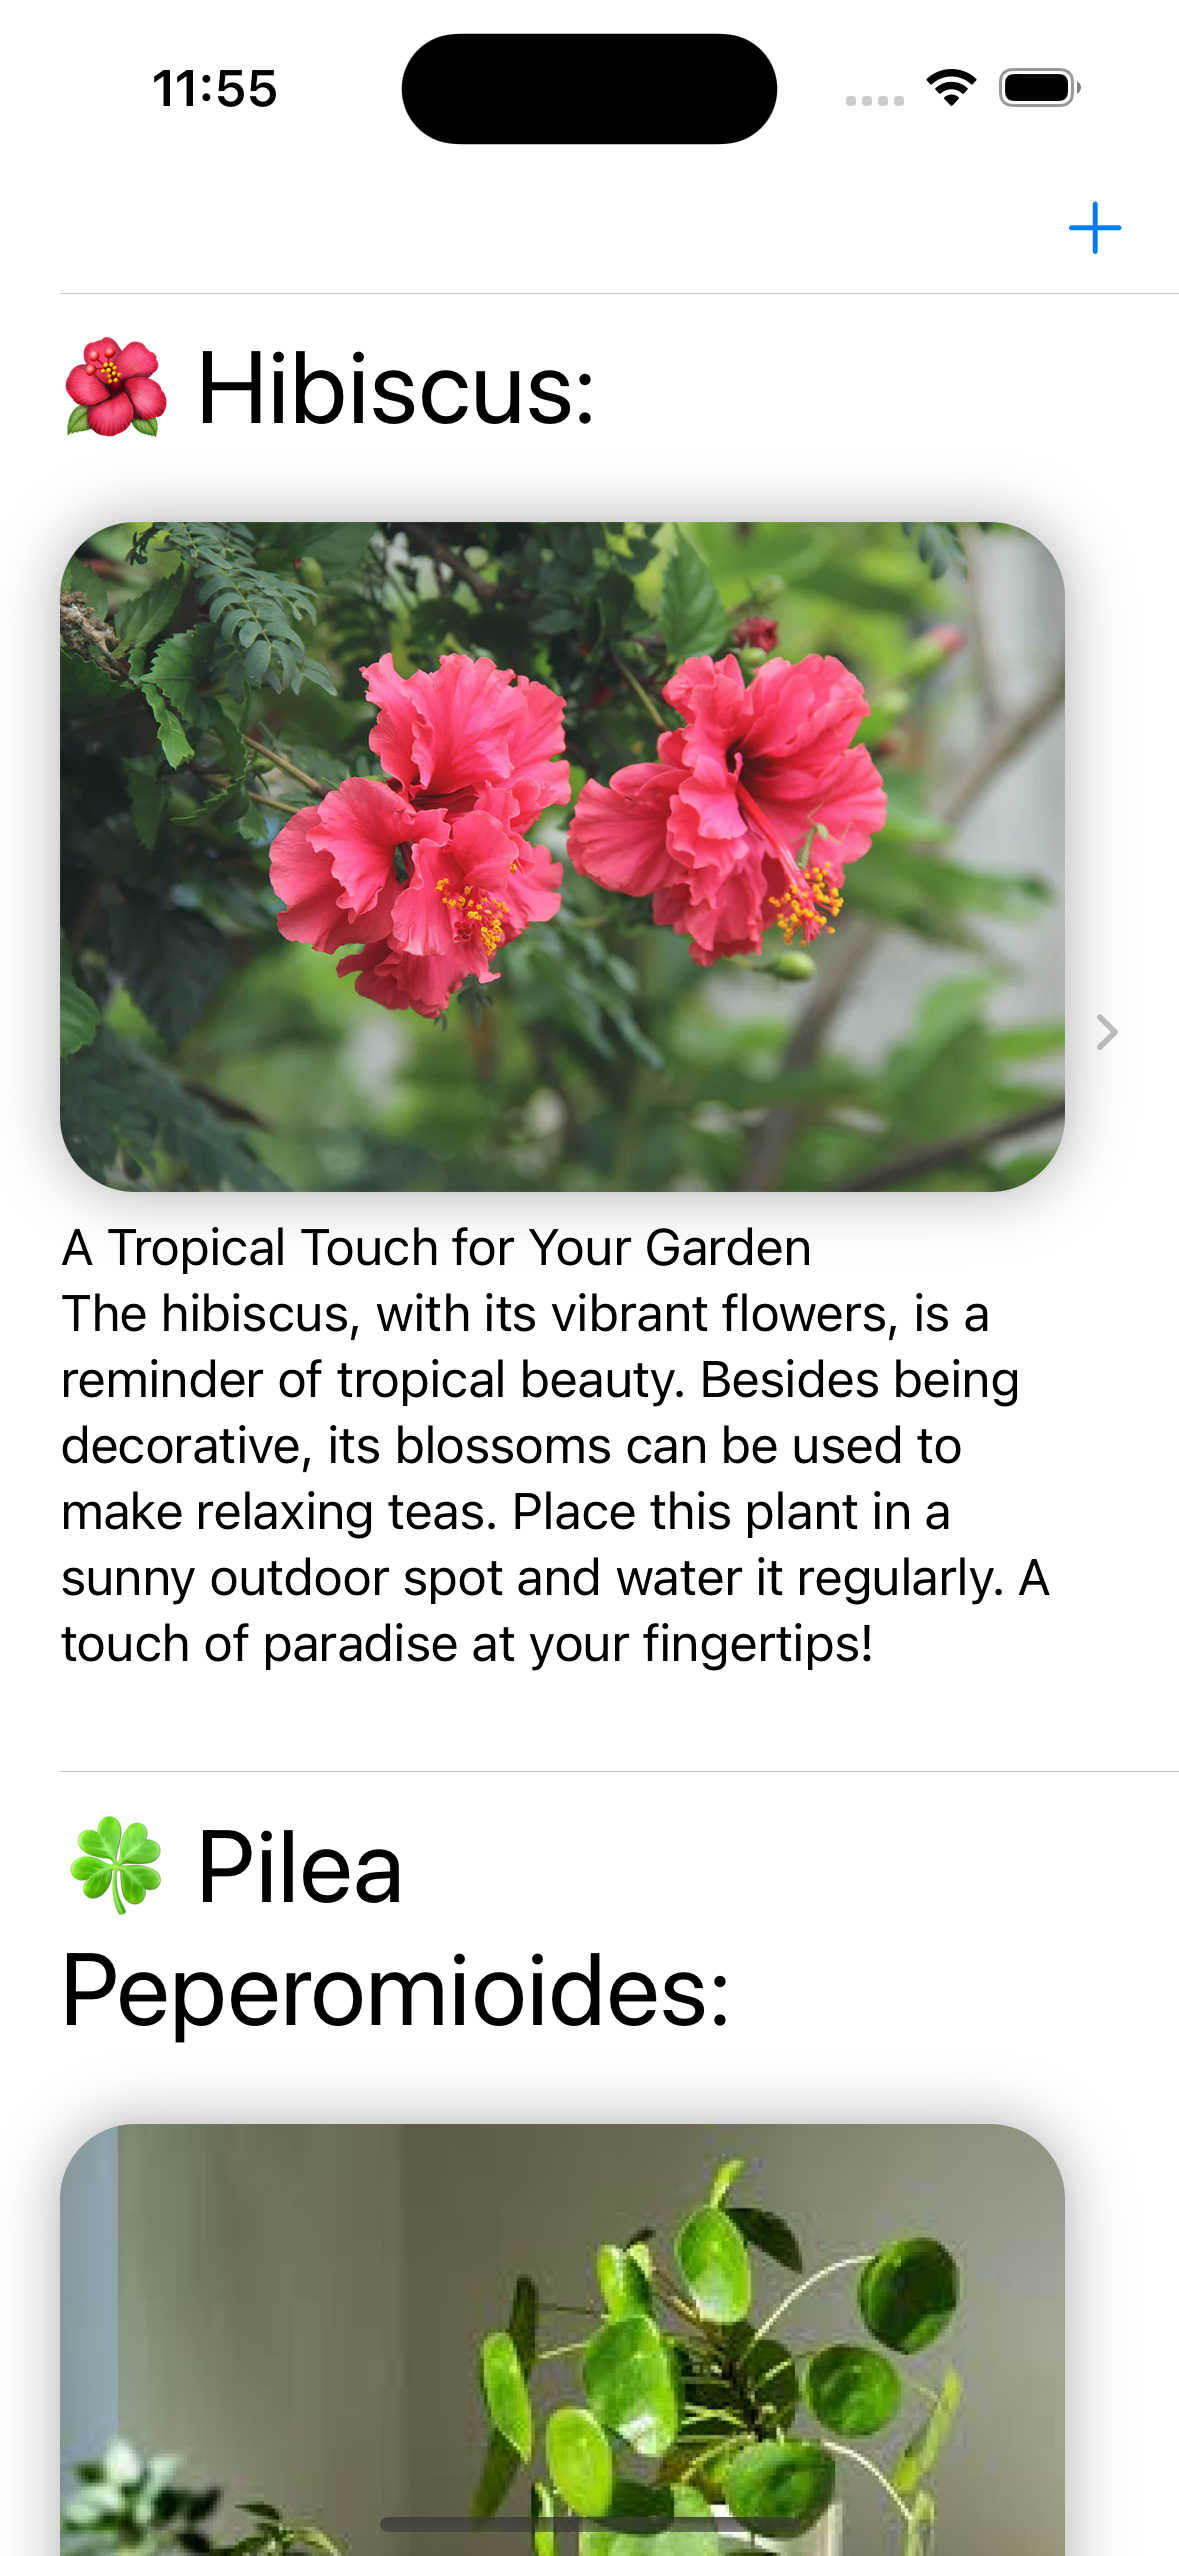 11:55
🌺 Hibiscus:
A Tropical Touch for Your Garden
The hibiscus, with its vibrant flowers, is a
reminder of tropical beauty. Besides being
decorative, its blossoms can be used to
make relaxing teas. Place this plant in a
sunny outdoor spot and water it regularly. A
touch of paradise at your fingertips!
🍀 Pilea
Peperomioides: